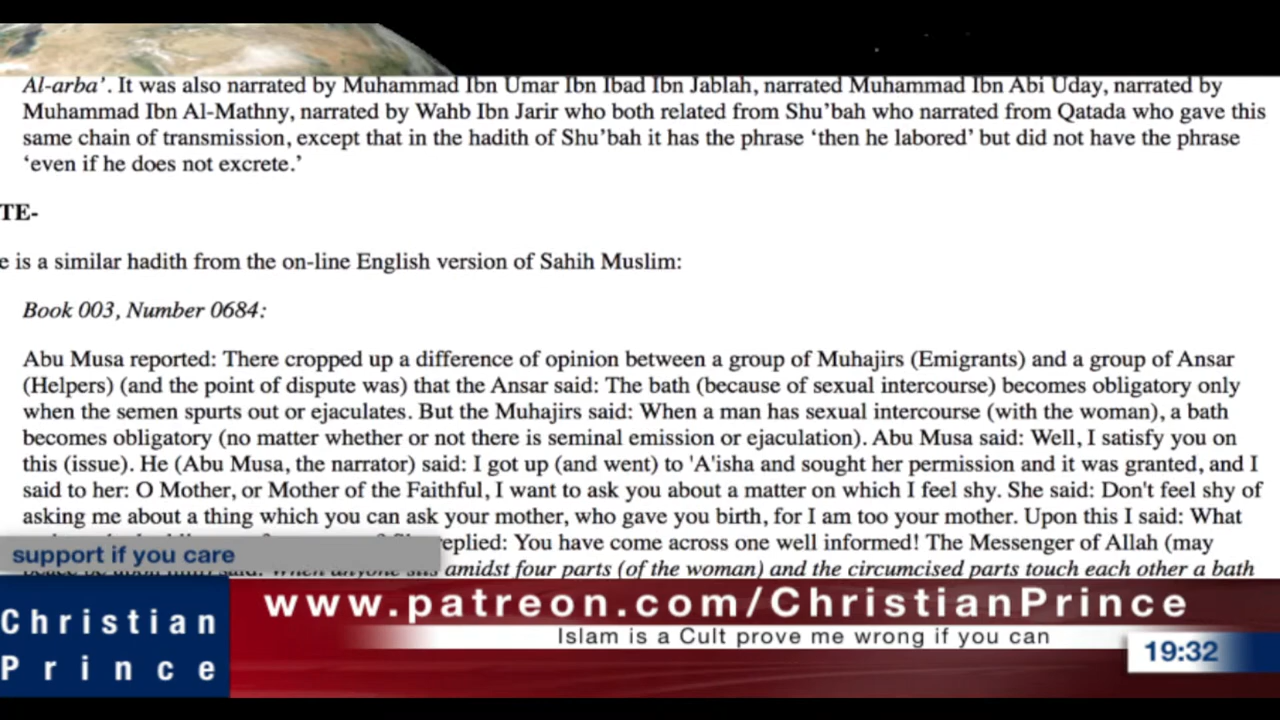 Al-arba’. It was also narrated by Muhammad Ibn Umar Ibn Ibad Ibn Jablah, narrated Muhammad Ibn Abi Uday, narrated by
Muhammad Ibn Al-Mathny, narrated by Wahb Ibn Jarir who both related from Shu’bah who narrated from Qatada who gave this
same chain of transmission, except that in the hadith of Shu’bah it has the phrase ‘then he labored’ but did not have the phrase
‘even if he does not excrete.’
TE-
e is a similar hadith from the on-line English version of Sahih Muslim:
Book 003, Number 0684:
Abu Musa reported: There cropped up a difference of opinion between a group of Muhajirs (Emigrants) and a group of Ansar
(Helpers) (and the point of dispute was) that the Ansar said: The bath (because of sexual intercourse) becomes obligatory only
when the semen spurts out or ejaculates. But the Muhajirs said: When a man has sexual intercourse (with the woman), a bath
becomes obligatory (no matter whether or not there is seminal emission or ejaculation). Abu Musa said: Well, I satisfy you on
this (issue). He (Abu Musa, the narrator) said: I got up (and went) to 'A'isha and sought her permission and it was granted, and I
said to her: O Mother, or Mother of the Faithful, I want to ask you about a matter on which I feel shy. She said: Don't feel shy of
asking me about a thing which you can ask your mother, who gave you birth, for I am too your mother. Upon this I said: What
replied: You have come across one well informed! The Messenger of Allah (may
amidst four parts (of the woman) and the circumcised parts touch each other a bath
support if you care
Christian
Prince
www.patreon.com/ChristianPrince
Islam is a Cult prove me wrong if you can
19:32